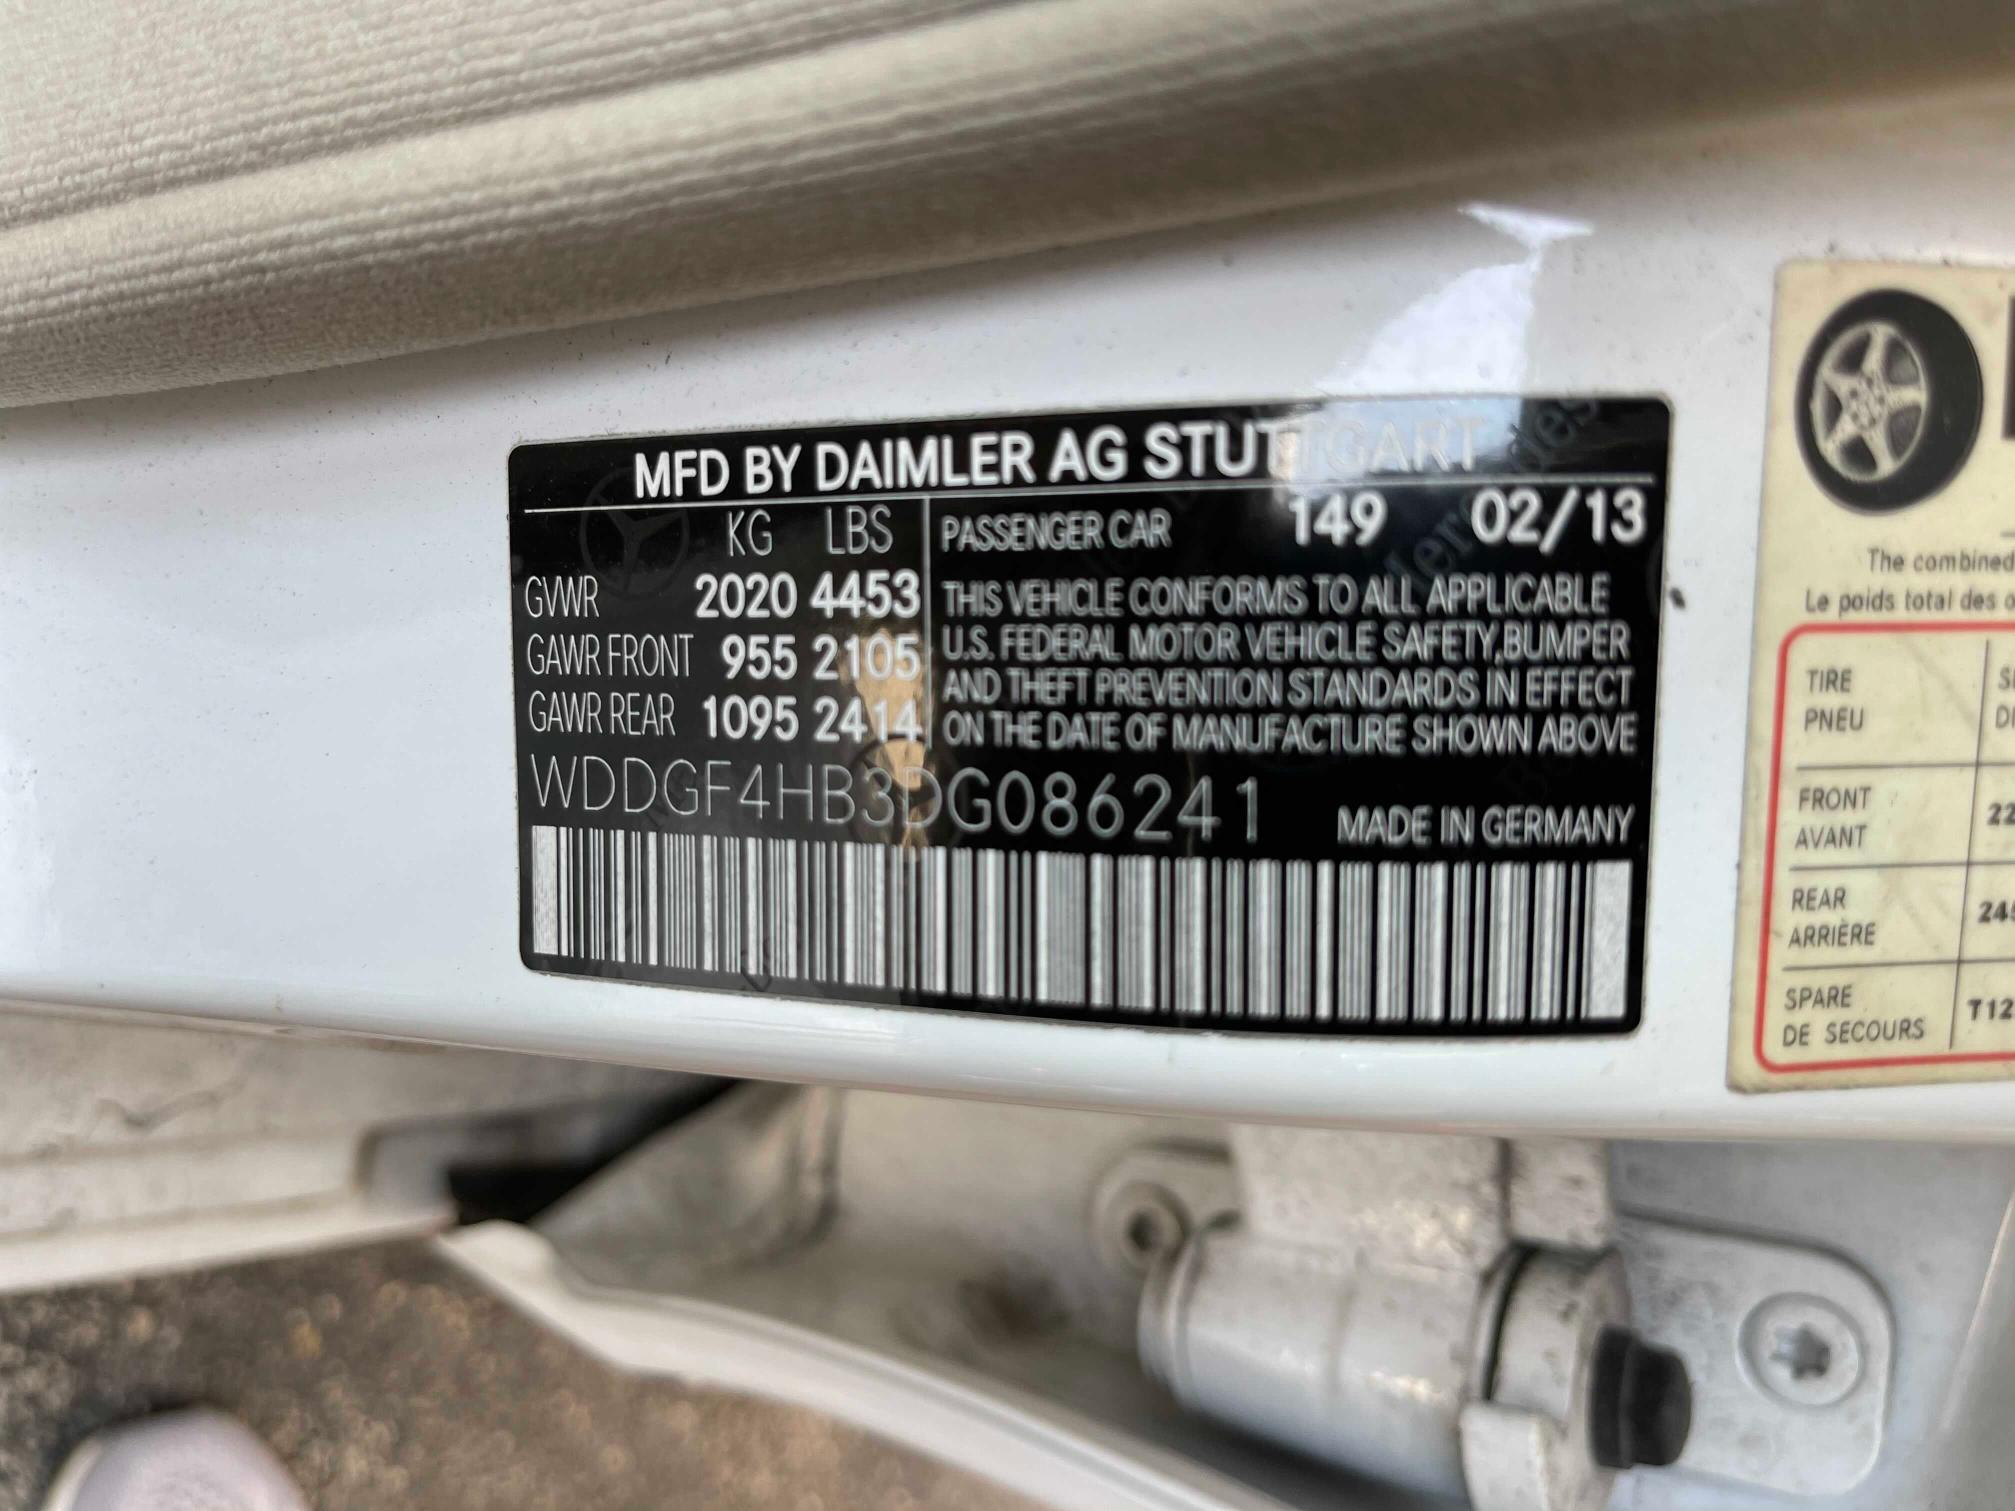 MFD BY DAIMLER AG STUTTGART
KG LBS
GVWR 2020 4453
GAWR FRONT 955 2105
GAWR REAR 1095 2414
PASSENGER CAR 149 02/13
THIS VEHICLE CONFORMS TO ALL APPLICABLE
U.S. FEDERAL MOTOR VEHICLE SAFETY,BUMPER
AND THEFT PREVENTION STANDARDS IN EFFECT
ON THE DATE OF MANUFACTURE SHOWN ABOVE
WDDGF4HB3DG086241
MADE IN GERMANY
The combined
Le poids total des
TIRE
PNEU
FRONT
AVANT
REAR
ARRIÈRE
SPARE
DE SECOURS